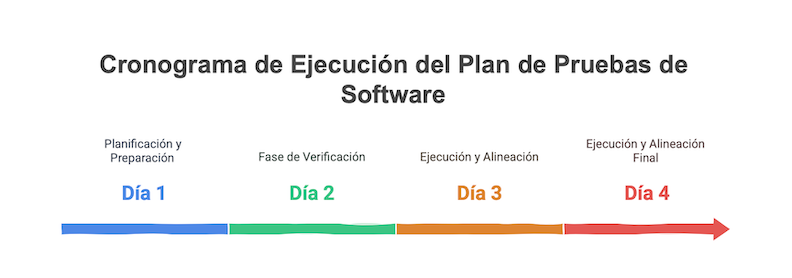 Cronograma de Ejecución del Plan de Pruebas de
Software
Planificación y
Preparación
Día 1
Fase de Verificación
Día 2
Ejecución y Alineación
Día 3
Ejecución y Alineación
Final
Día 4